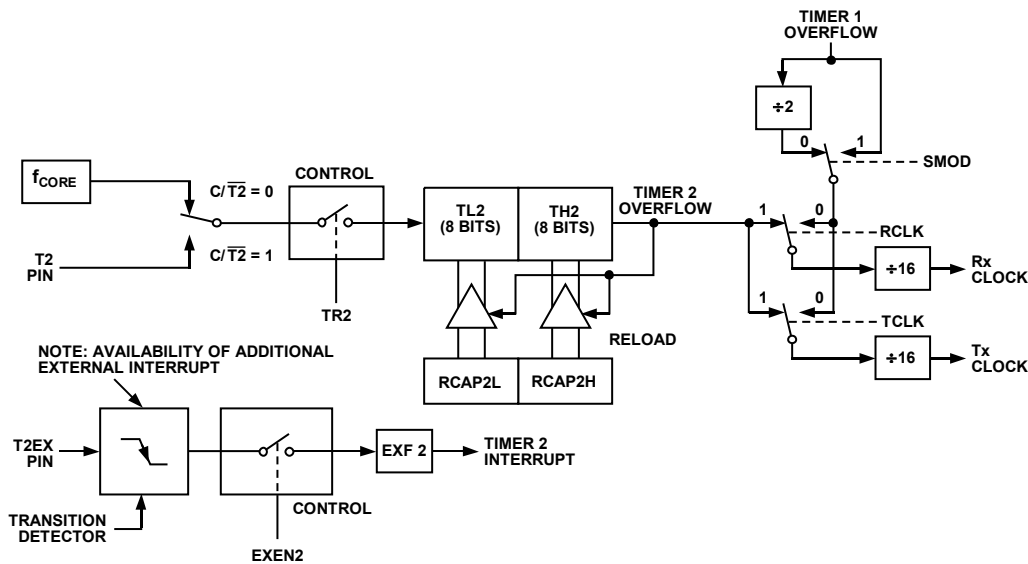 TIMER 1
OVERFLOW
÷2
0
1
SMOD
fCORE
C/T2̅ = 0
C/T2̅ = 1
T2
PIN
CONTROL
TR2
TL2
(8 BITS)
TH2
(8 BITS)
TIMER 2
OVERFLOW
1
0
RCLK
÷16
Rx
CLOCK
1
0
TCLK
÷16
Tx
CLOCK
RELOAD
RCAP2L
RCAP2H
NOTE: AVAILABILITY OF ADDITIONAL
EXTERNAL INTERRUPT
T2EX
PIN
TRANSITION
DETECTOR
CONTROL
EXEN2
EXF 2
TIMER 2
INTERRUPT